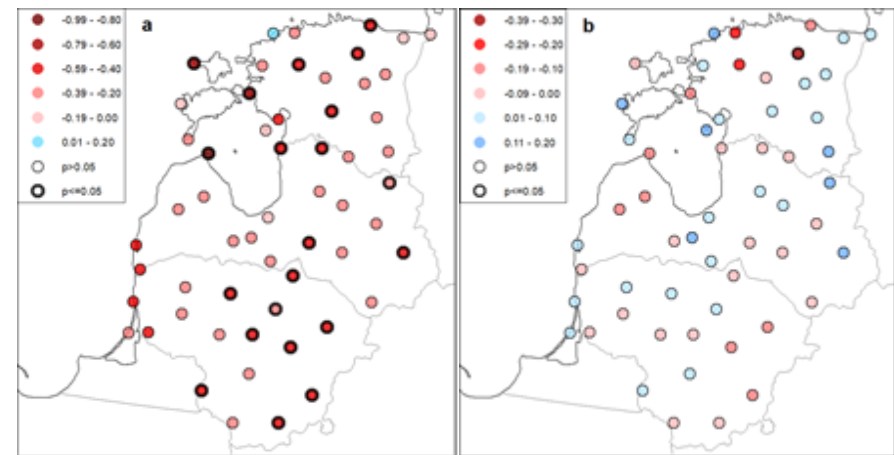 -0.99 - -0.80
-0.79 - -0.60
-0.59 - -0.40
-0.39 - -0.20
-0.19 - 0.00
0.01 - 0.20
p>0.05
p<=0.05
a
-0.39 - -0.30
-0.29 - -0.20
-0.19 - -0.10
-0.09 - 0.00
0.01 - 0.10
0.11 - 0.20
p>0.05
p<=0.05
b